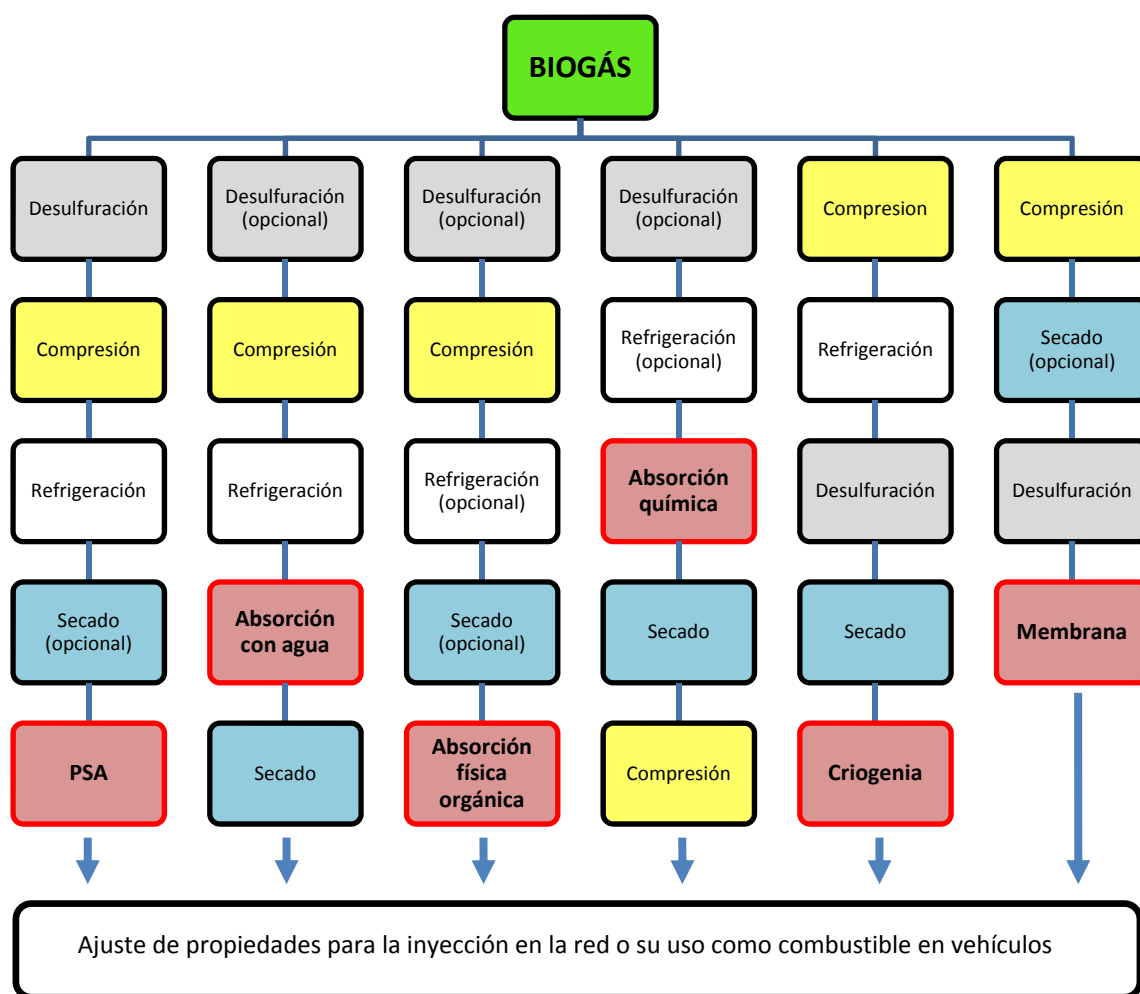 BIOGÁS
Desulfuración
Desulfuración
(opcional)
Desulfuración
(opcional)
Desulfuración
(opcional)
Compresion
Compresión
Compresión
Compresión
Compresión
Refrigeración
(opcional)
Refrigeración
Secado
(opcional)
Refrigeración
Refrigeración
Refrigeración
(opcional)
Absorción
química
Desulfuración
Desulfuración
Secado
(opcional)
Absorción
con agua
Secado
(opcional)
Secado
Secado
Membrana
PSA
Secado
Absorción
física
orgánica
Compresión
Criogenia
Ajuste de propiedades para la inyección en la red o su uso como combustible en vehículos